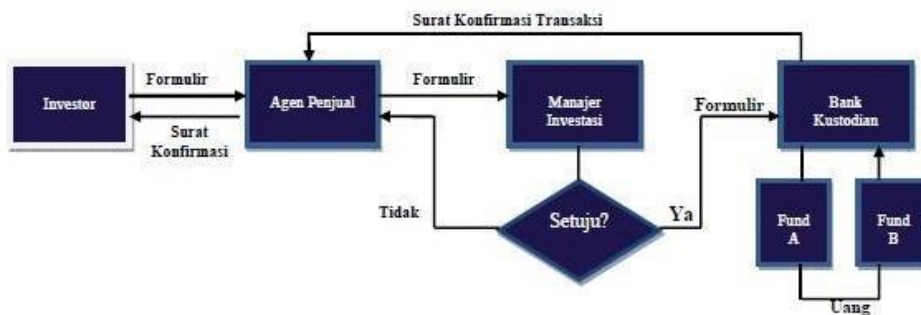 Surat Konfirmasi Transaksi
Investor
Formulir
Surat
Konfirmasi
Agen Penjual
Formulir
Manajer
Investasi
Formulir
Bank
Kustodian
Tidak
Setuju?
Ya
Fund
A
Fund
B
Uang